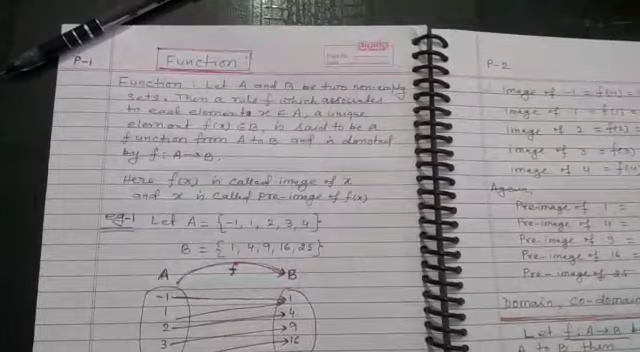 P-1
Function
Function: Let A and B be two nonempty
sets. Then a rule f which associates
to each elements x ∈ A, a unique
element f(x) ∈ B, is said to be a
function from A to B and is denoted
by f: A→B.
Here f(x) is called image of x
and x is called pre-image of f(x)
eg-1 Let A = {-1, 1, 2, 3, 4}
B = {1, 4, 9, 16, 25}
A f B
-1 1
1 4
2 9
3 16
P-2
Image of -1 = f(-1) =
Image of 1 = f(1) =
Image of 2 = f(2)
Image of 3 = f(3)
Image of 4 = f(4)
Again,
Pre-image of 1 =
Pre-image of 4 =
Pre-image of 9 =
Pre-image of 16 =
Pre-image of 25
Domain, Co-domain
Let f: A→B b
A to B, then